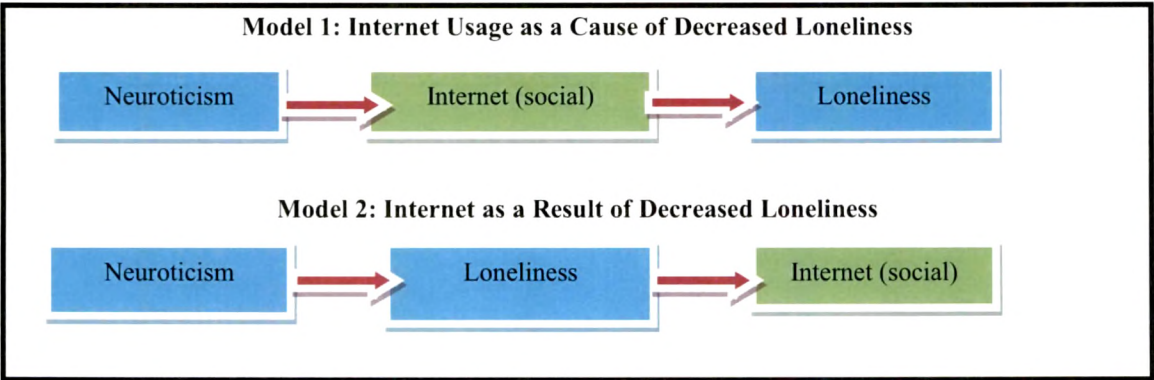 Model 1: Internet Usage as a Cause of Decreased Loneliness
Neuroticism
Internet (social)
Loneliness
Model 2: Internet as a Result of Decreased Loneliness
Neuroticism
Loneliness
Internet (social)